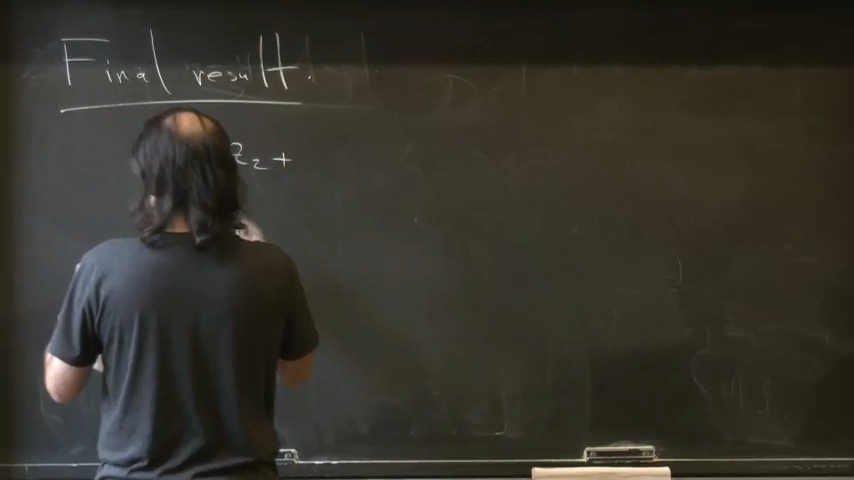 Final result.
z₂ +